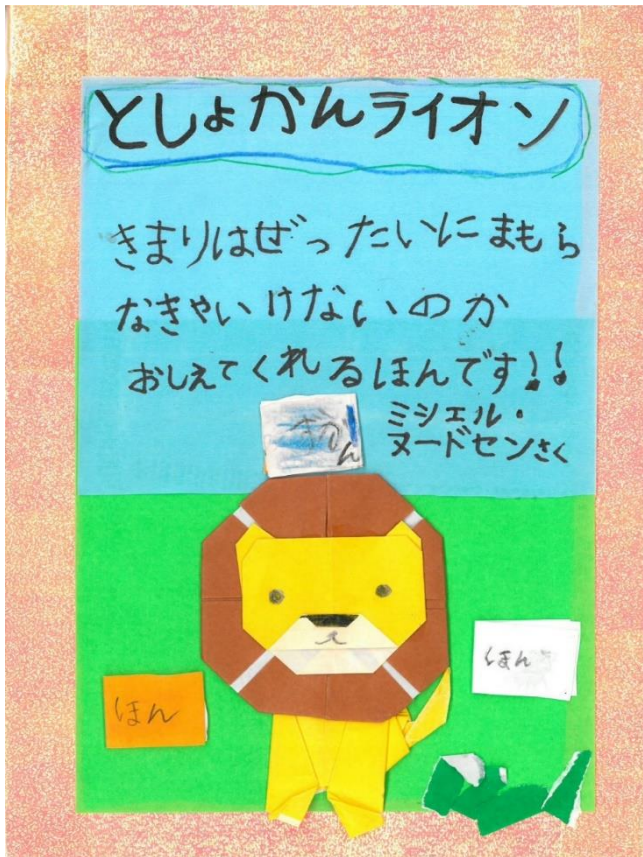 としょかんライオン
きまりはぜったいにまもら
なきゃいけないのか
おしえてくれるほんです!!
ミシェル・
ヌードセンさく
ほん
ほん